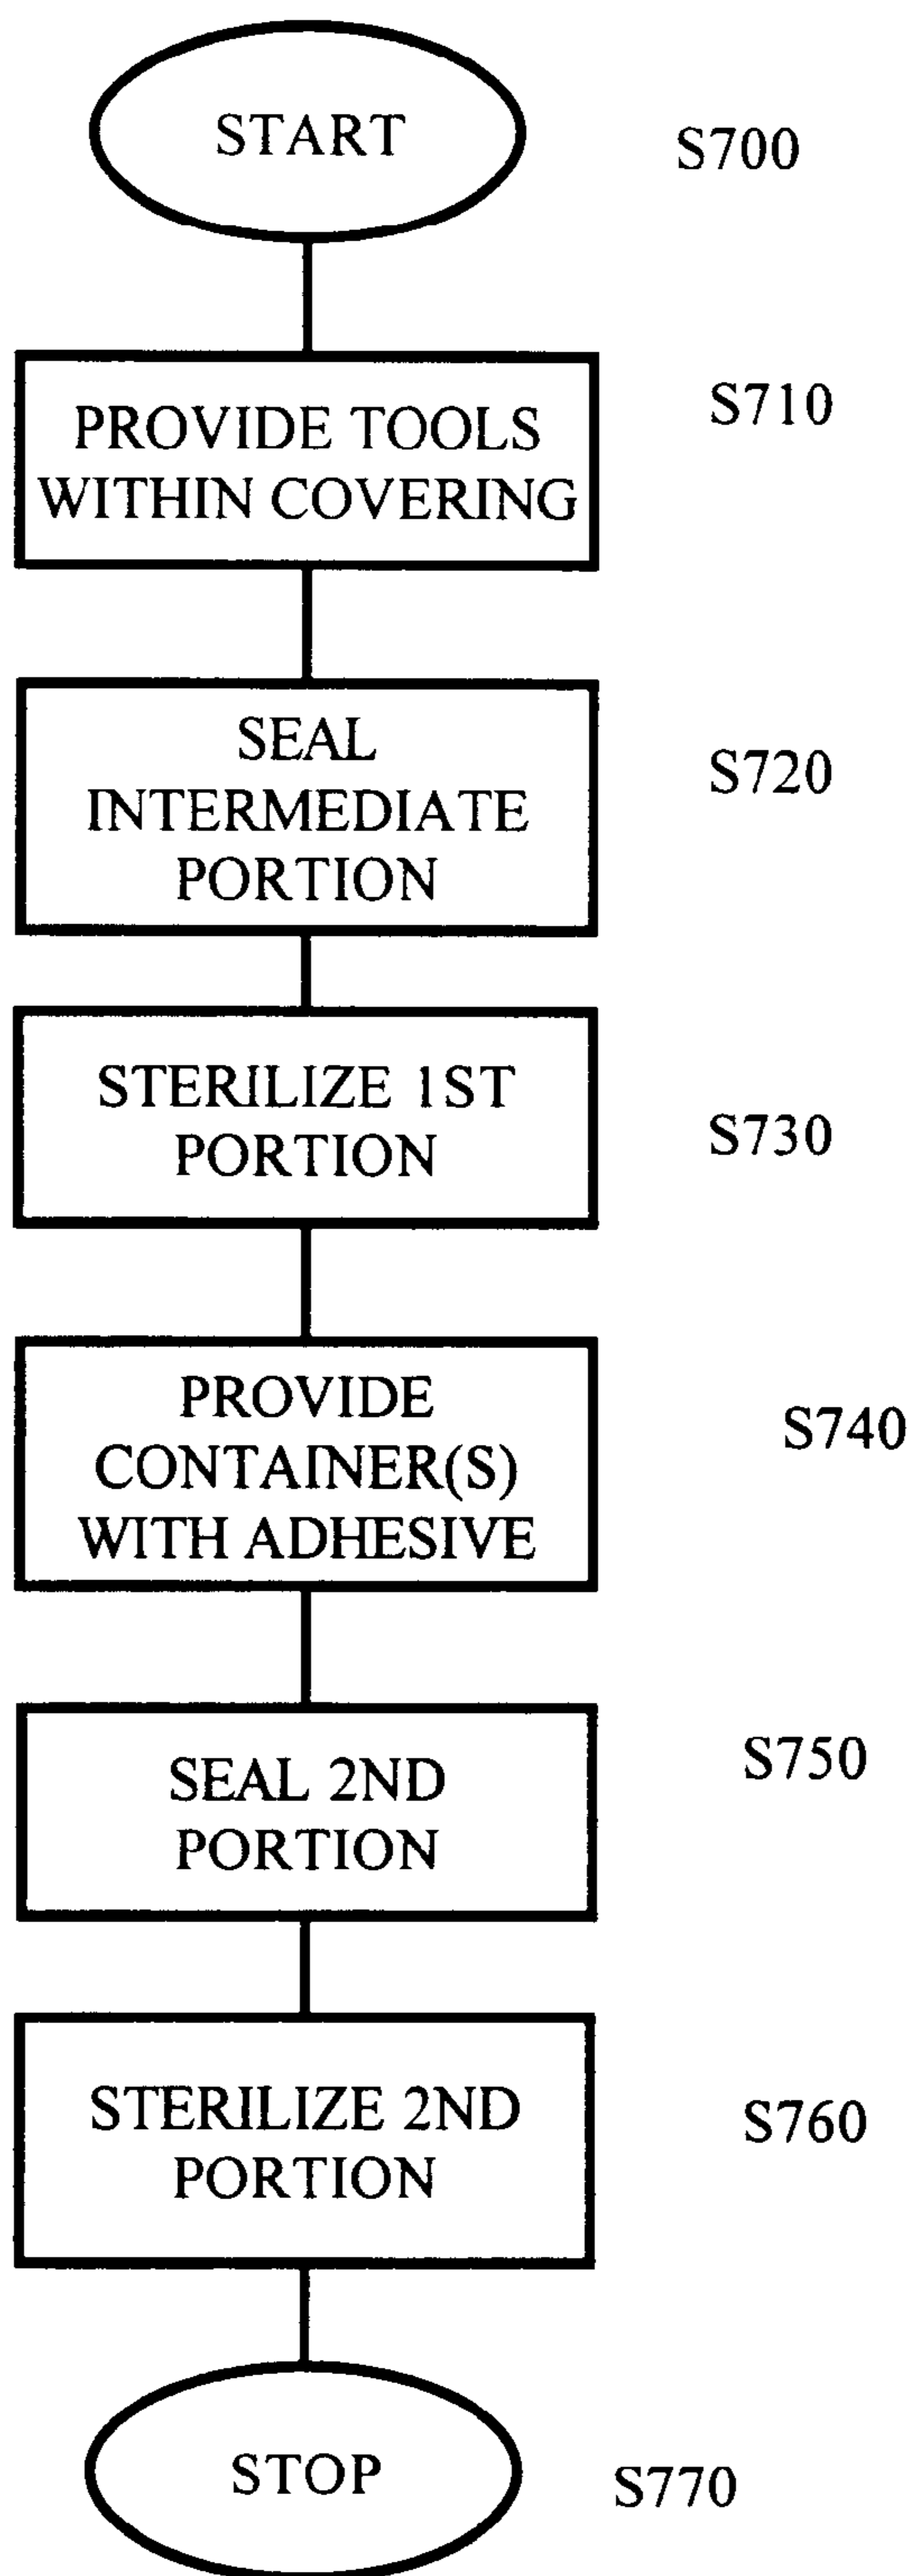 START
S700
PROVIDE TOOLS
WITHIN COVERING
S710
SEAL
INTERMEDIATE
PORTION
S720
STERILIZE 1ST
PORTION
S730
PROVIDE
CONTAINER(S)
WITH ADHESIVE
S740
SEAL 2ND
PORTION
S750
STERILIZE 2ND
PORTION
S760
STOP
S770